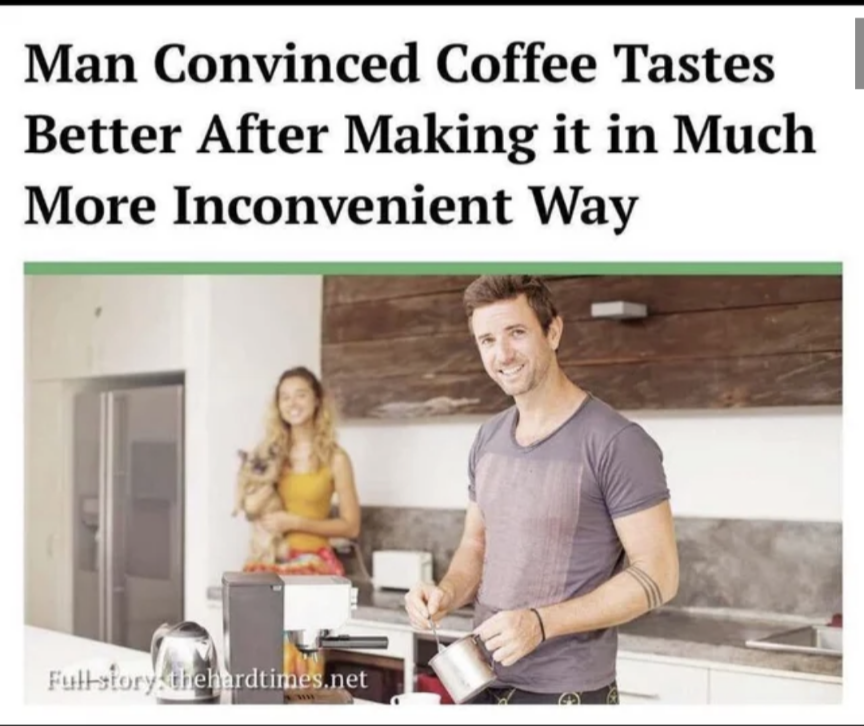 Man Convinced Coffee Tastes
Better After Making it in Much
More Inconvenient Way
Full story: thehardtimes.net